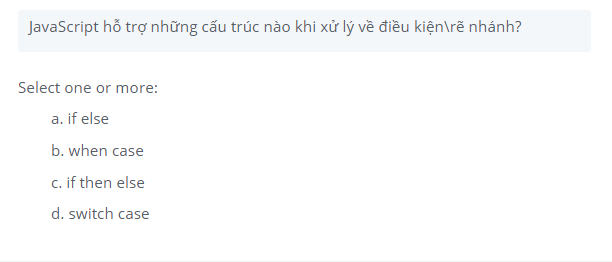 JavaScript hỗ trợ những cấu trúc nào khi xử lý về điều kiện\rẽ nhánh?
Select one or more:
a. if else
b. when case
c. if then else
d. switch case